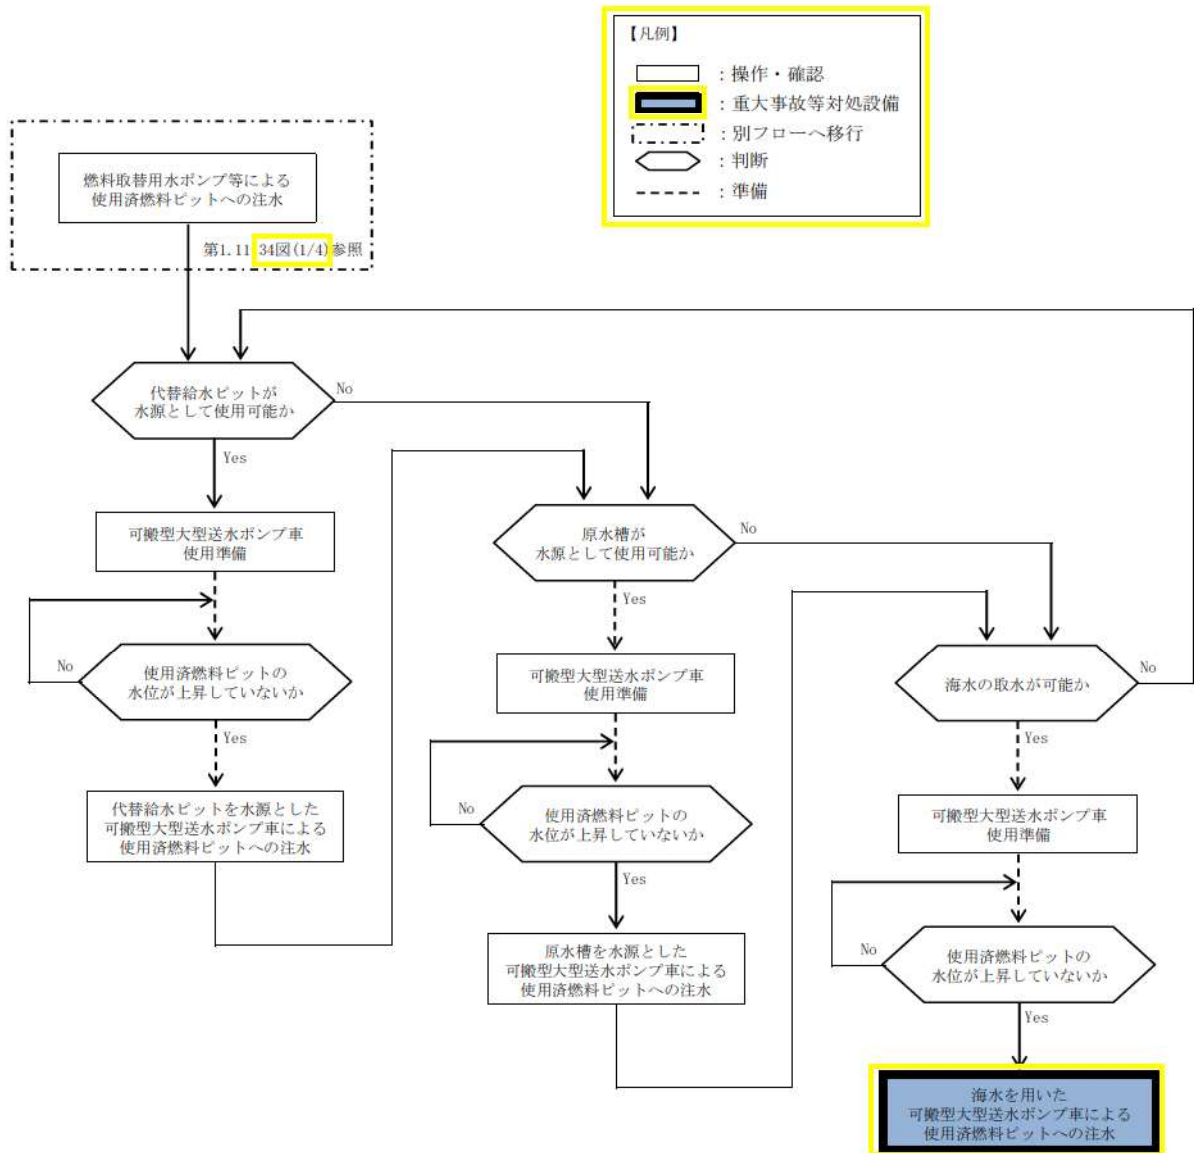 【凡例】
：操作・確認
：重大事故等対処設備
：別フローへ移行
：判断
：準備
燃料取替用水ポンプ等による
使用済燃料ピットへの注水
第1.11 34図(1/4)参照
代替給水ピットが
水源として使用可能か
No
Yes
可搬型大型送水ポンプ車
使用準備
使用済燃料ピットの
水位が上昇していないか
No
Yes
代替給水ピットを水源とした
可搬型大型送水ポンプ車による
使用済燃料ピットへの注水
原水槽が
水源として使用可能か
No
Yes
可搬型大型送水ポンプ車
使用準備
使用済燃料ピットの
水位が上昇していないか
No
Yes
原水槽を水源とした
可搬型大型送水ポンプ車による
使用済燃料ピットへの注水
海水の取水が可能か
No
Yes
可搬型大型送水ポンプ車
使用準備
使用済燃料ピットの
水位が上昇していないか
No
Yes
海水を用いた
可搬型大型送水ポンプ車による
使用済燃料ピットへの注水